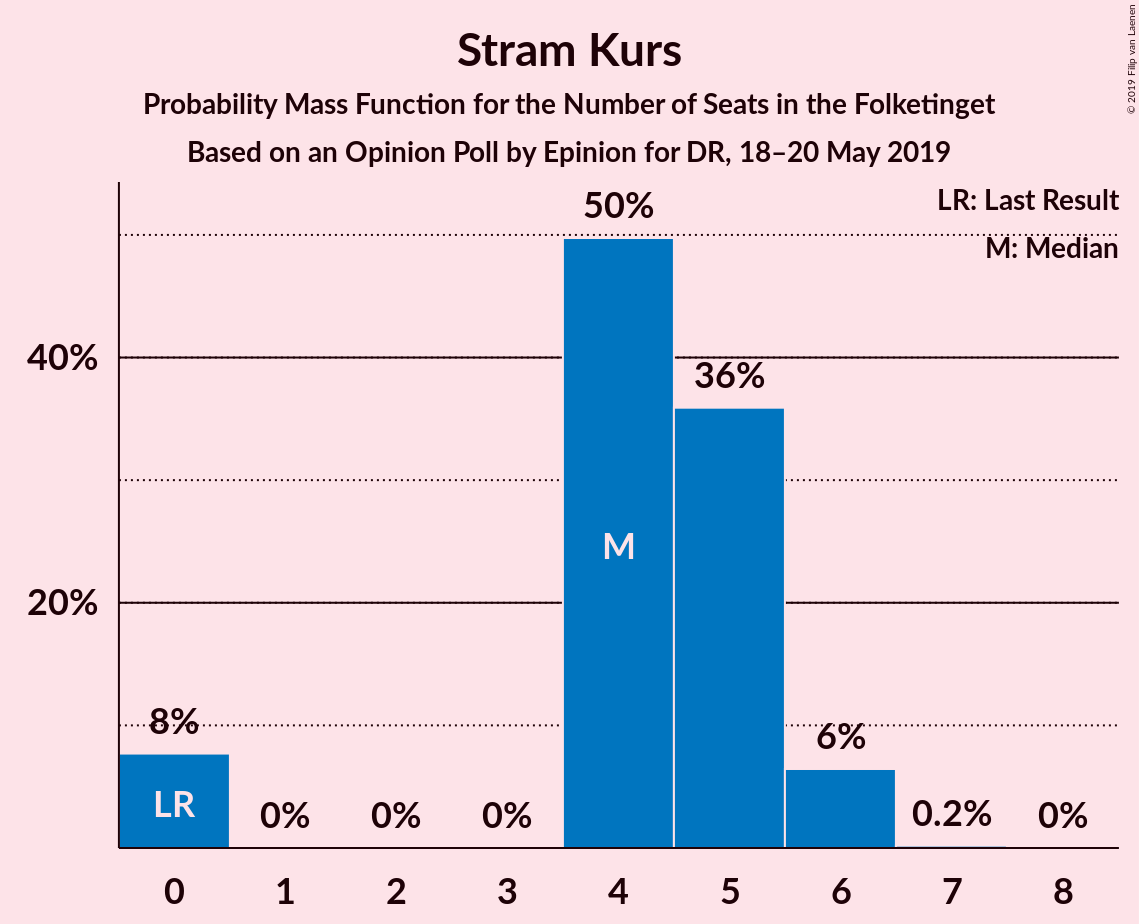 Stram Kurs
Probability Mass Function for the Number of Seats in the Folketinget
Based on an Opinion Poll by Epinion for DR, 18–20 May 2019
© 2019 Filip van Laenen
LR: Last Result
M: Median
50%
40%
36%
M
20%
8%
6%
LR
0%
0%
0%
0.2%
0%
0 1 2 3 4 5 6 7 8